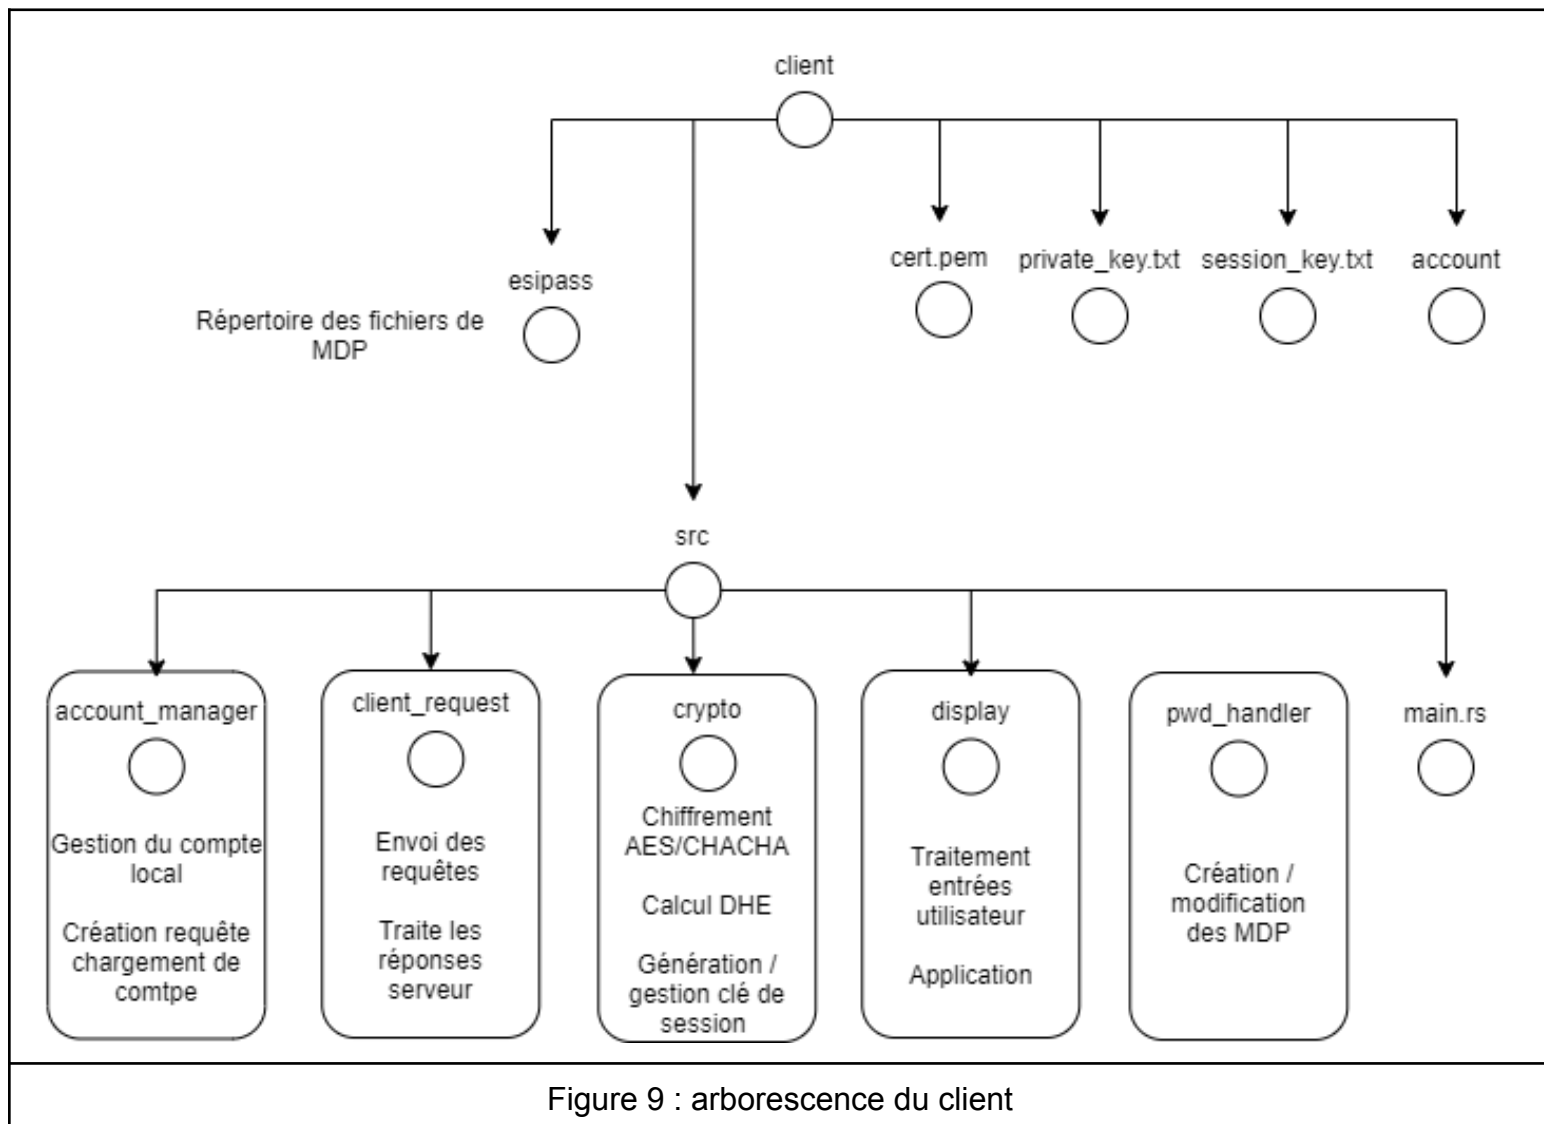 client
esipass
Répertoire des fichiers de
MDP
cert.pem
private_key.txt
session_key.txt
account
src
account_manager
Gestion du compte
local
Création requête
chargement de
comtpe
client_request
Envoi des
requêtes
Traite les
réponses
serveur
crypto
Chiffrement
AES/CHACHA
Calcul DHE
Génération /
gestion clé de
session
display
Traitement
entrées
utilisateur
Application
pwd_handler
Création /
modification
des MDP
main.rs
Figure 9 : arborescence du client